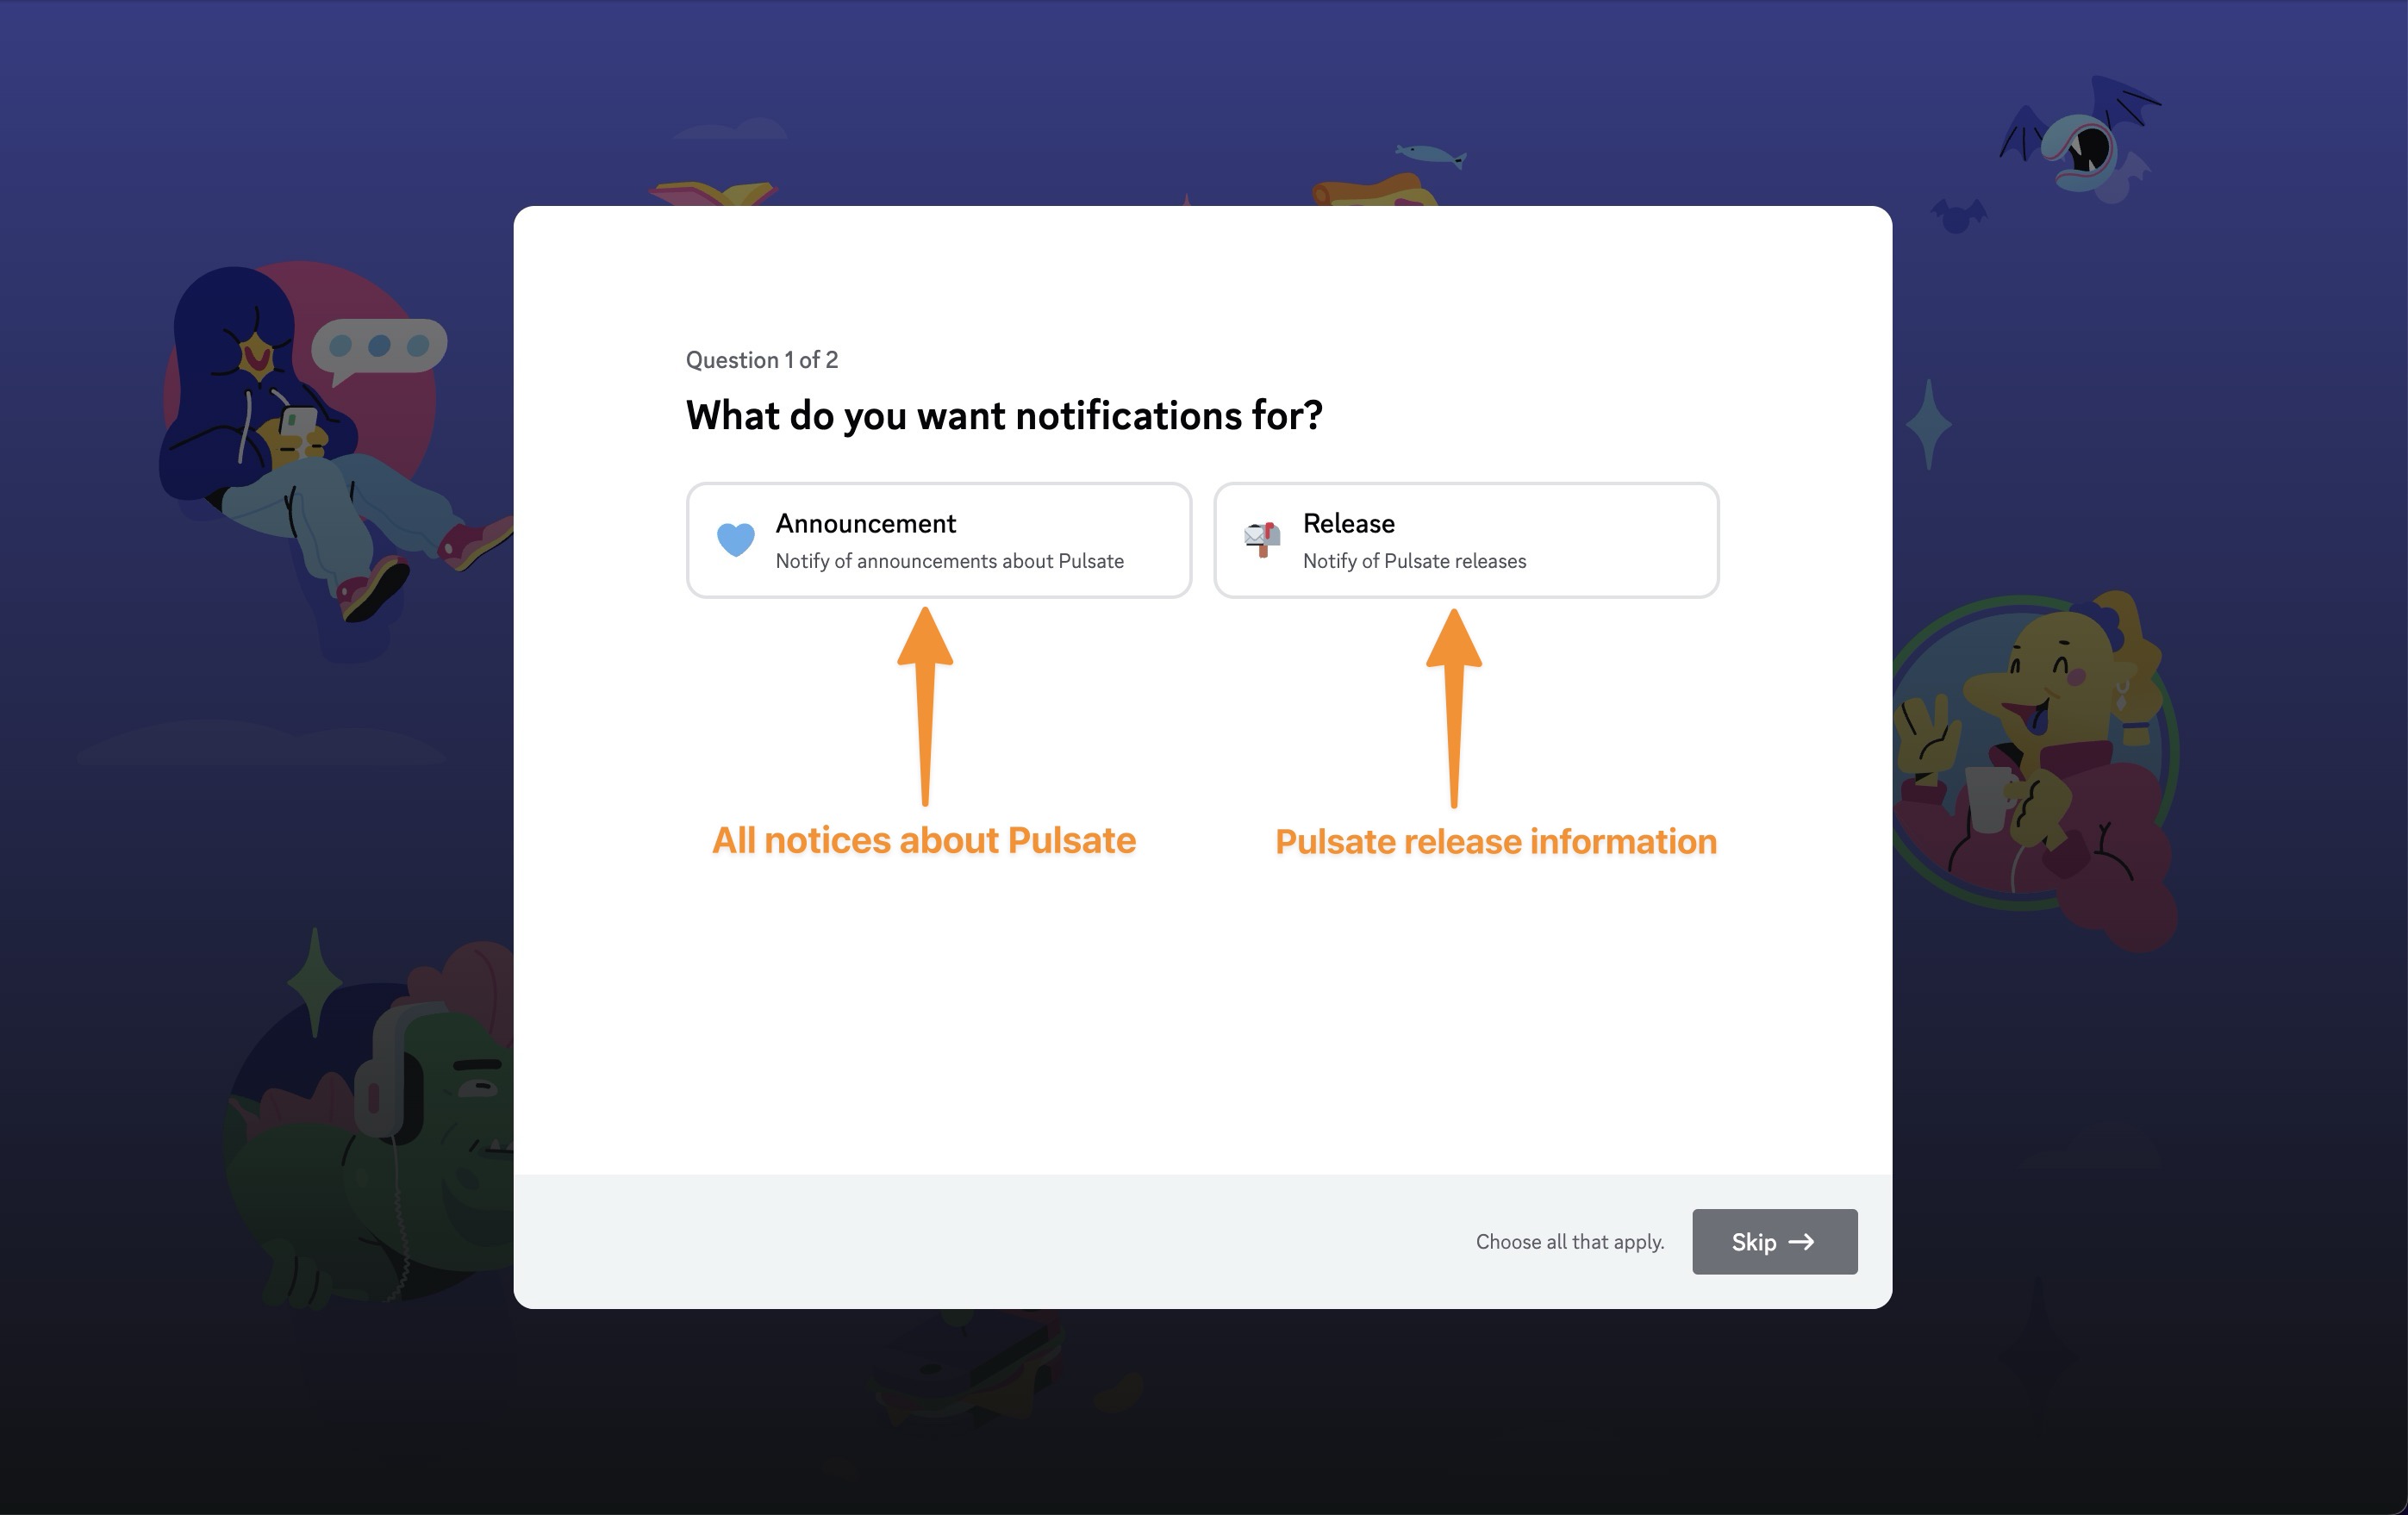 Question 1 of 2
What do you want notifications for?
Announcement
Notify of announcements about Pulsate
Release
Notify of Pulsate releases
All notices about Pulsate
Pulsate release information
Choose all that apply.
Skip →